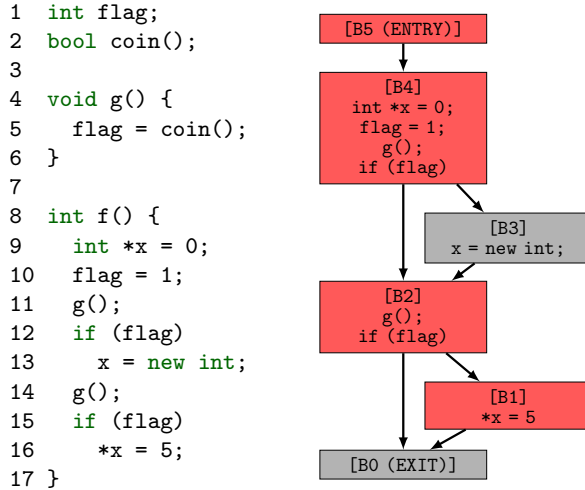 1 int flag;
2 bool coin();
3
4 void g() {
5 flag = coin();
6 }
7
8 int f() {
9 int *x = 0;
10 flag = 1;
11 g();
12 if (flag)
13 x = new int;
14 g();
15 if (flag)
16 *x = 5;
17 }
[B5 (ENTRY)]
[B4]
int *x = 0;
flag = 1;
g();
if (flag)
[B3]
x = new int;
[B2]
g();
if (flag)
[B1]
*x = 5
[B0 (EXIT)]